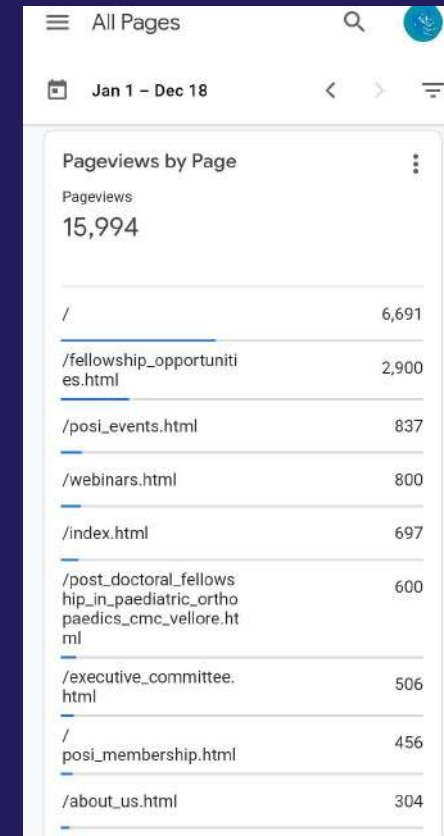 All Pages
Jan 1 – Dec 18
Pageviews by Page
Pageviews
15,994
/ 6,691
/fellowship_opportuniti
es.html 2,900
/posi_events.html 837
/webinars.html 800
/index.html 697
/post_doctoral_fellows
hip_in_paediatric_ortho
paedics_cmc_vellore.ht
ml 600
/executive_committee.
html 506
/
posi_membership.html 456
/about_us.html 304